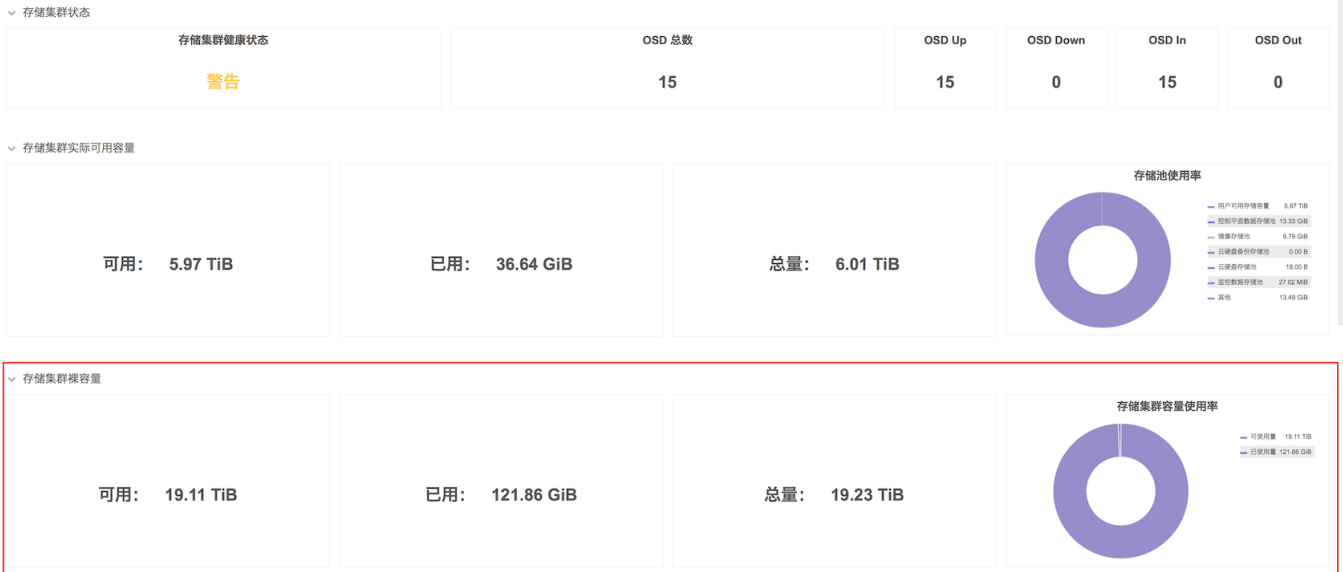 存储集群状态
存储集群健康状态
警告
OSD 总数
15
OSD Up
15
OSD Down
0
OSD In
15
OSD Out
0
存储集群实际可用容量
可用： 5.97 TiB
已用： 36.64 GiB
总量： 6.01 TiB
存储池使用率
用户可用存储容量 5.97 TiB
控制平面数据存储池 13.33 GiB
镜像存储池 9.79 GiB
云硬盘备份存储池 0.00 B
云硬盘存储池 19.00 B
监控数据存储池 27.02 MiB
其他 13.49 GiB
存储集群裸容量
可用： 19.11 TiB
已用： 121.86 GiB
总量： 19.23 TiB
存储集群容量使用率
可使用量 19.11 TiB
已使用量 121.86 GiB